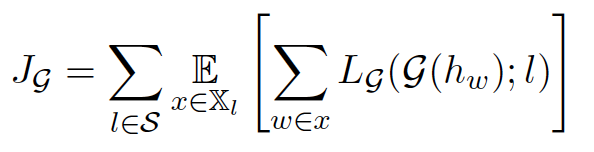 J_𝒢 = ∑_{l∈𝒮} 𝔼_{x∈𝕏_l} [ ∑_{w∈x} L_𝒢(𝒢(h_w); l) ]